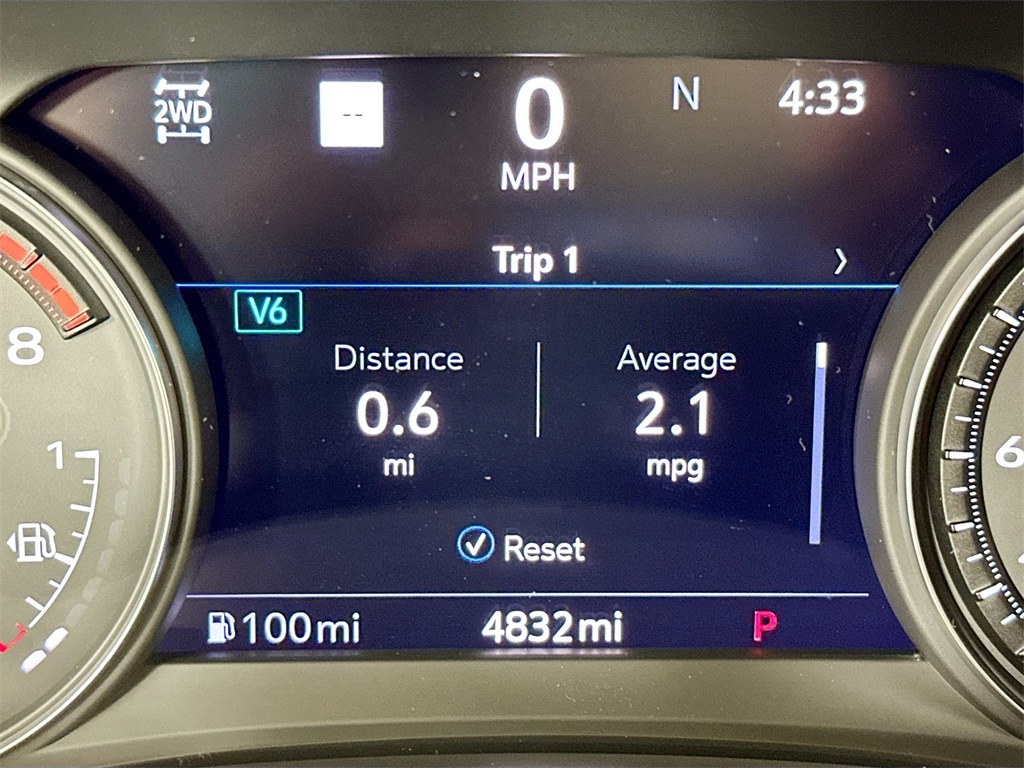 2WD
--
0
MPH
N
4:33
Trip 1
V6
Distance
0.6
mi
Average
2.1
mpg
Reset
100mi
4832mi
P
8
1
6